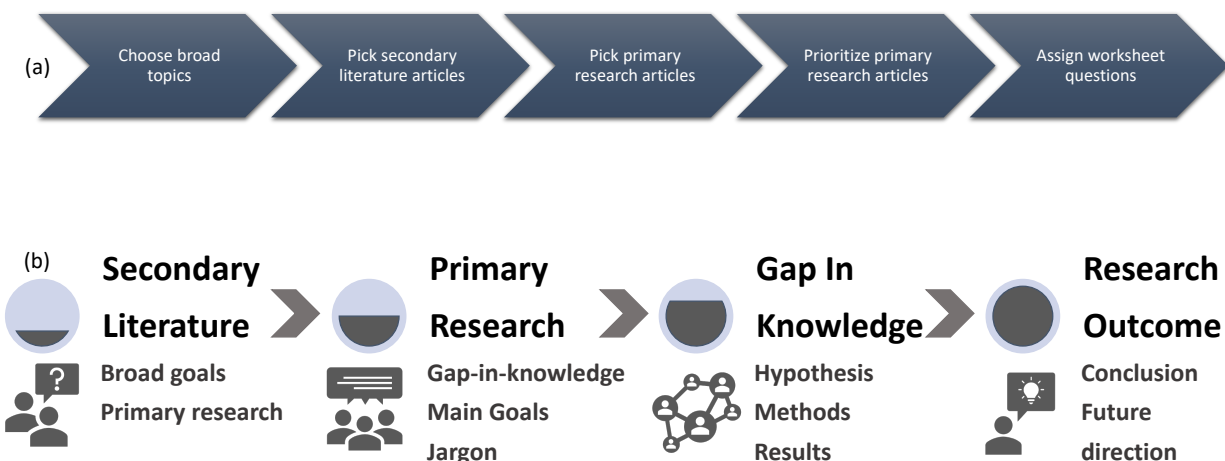 (a)
Choose broad
topics
Pick secondary
literature articles
Pick primary
research articles
Prioritize primary
research articles
Assign worksheet
questions
(b)
Secondary
Literature
Broad goals
Primary research
Primary
Research
Gap-in-knowledge
Main Goals
Jargon
Gap In
Knowledge
Hypothesis
Methods
Results
Research
Outcome
Conclusion
Future
direction
?